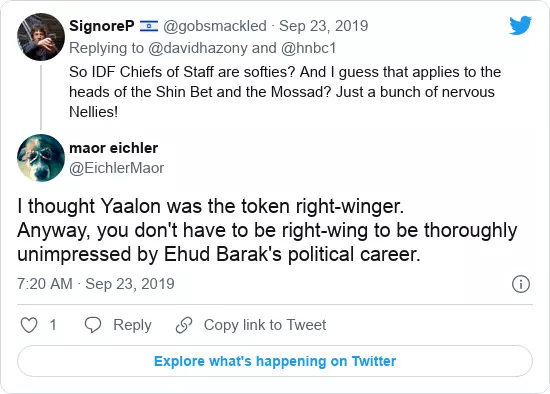 SignoreP 🇮🇱 @gobsmackled · Sep 23, 2019
Replying to @davidhazony and @hnbc1
So IDF Chiefs of Staff are softies? And I guess that applies to the
heads of the Shin Bet and the Mossad? Just a bunch of nervous
Nellies!
maor eichler
@EichlerMaor
I thought Yaalon was the token right-winger.
Anyway, you don't have to be right-wing to be thoroughly
unimpressed by Ehud Barak's political career.
7:20 AM · Sep 23, 2019
1 Reply Copy link to Tweet
Explore what's happening on Twitter